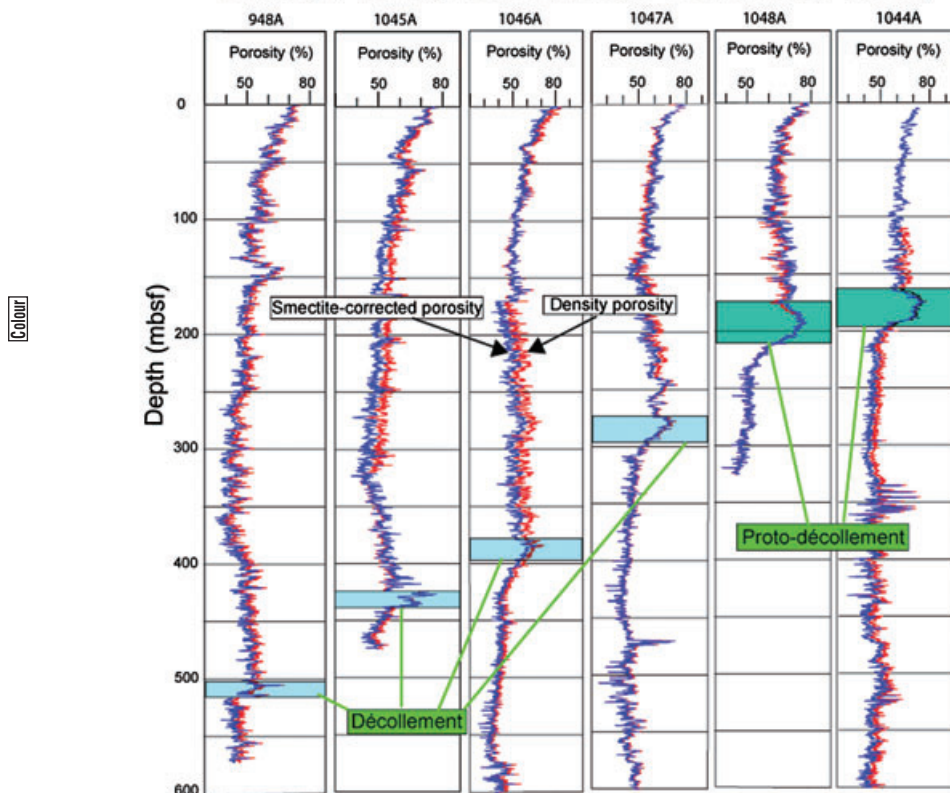 948A 1045A 1046A 1047A 1048A 1044A
Porosity (%) Porosity (%) Porosity (%) Porosity (%) Porosity (%) Porosity (%)
50 80 50 80 50 80 50 80 50 80 50 80
0
100
Colour
Smectite-corrected porosity Density porosity
200
Depth (mbsf)
300
400
Proto-décollement
500
Décollement
600